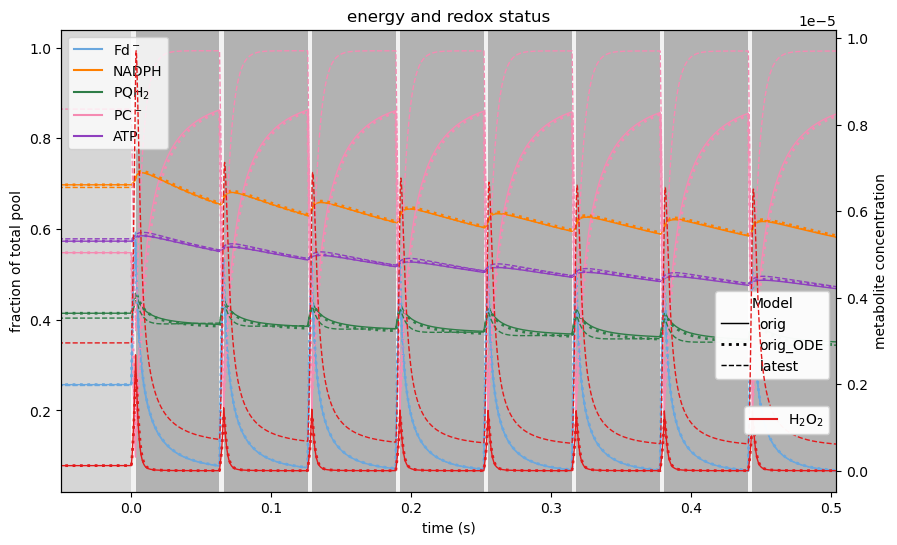 energy and redox status
1e−5
fraction of total pool
1.0
0.8
0.6
0.4
0.2
Fd⁻
NADPH
PQH₂
PC⁻
ATP
1.0
0.8
0.6
0.4
0.2
0.0
metabolite concentration
Model
orig
orig_ODE
latest
H₂O₂
0.0
0.1
0.2
0.3
0.4
0.5
time (s)